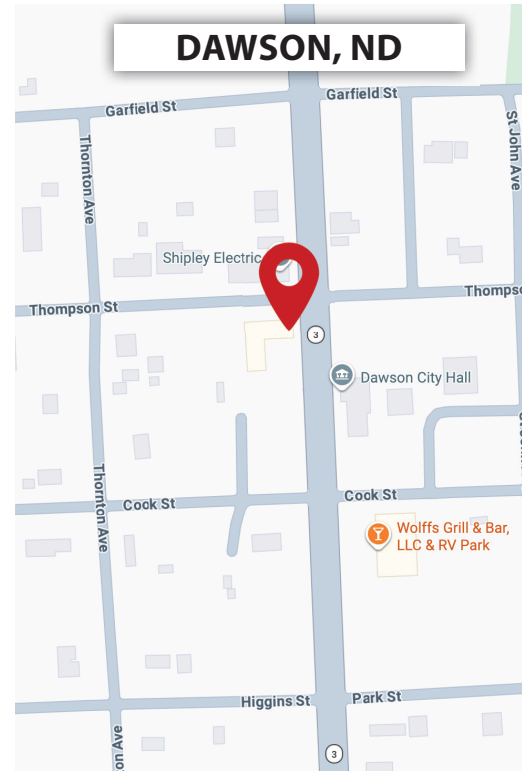 DAWSON, ND
Garfield St
Garfield St
Thornton Ave
St John Ave
Shipley Electric
Thompson St
Thompso
3
Dawson City Hall
Thornton Ave
Cook St
Cook St
Wolffs Grill & Bar,
LLC & RV Park
Higgins St
Park St
3